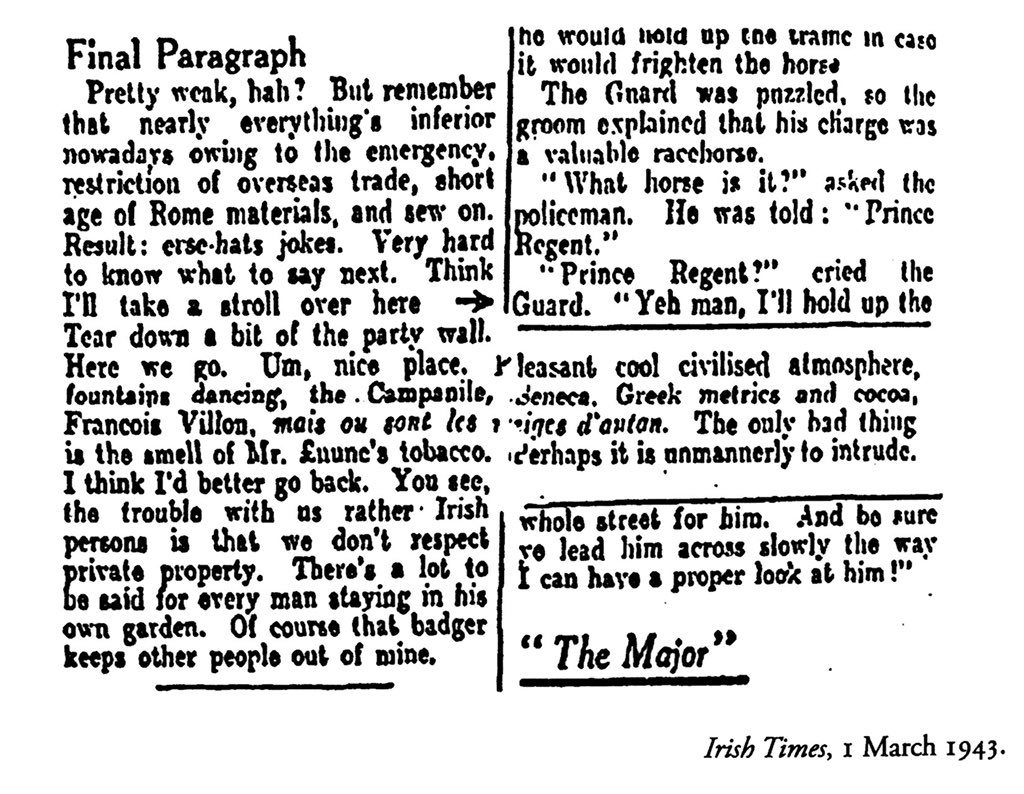 Final Paragraph
Pretty weak, hah? But remember
that nearly everything's inferior
nowadays owing to the emergency,
restriction of overseas trade, short
age of Rome materials, and sew on.
Result: erse-hats jokes. Very hard
to know what to say next. Think
I'll take a stroll over here →
Tear down a bit of the party wall.
Here we go. Um, nice place. Pleasant cool civilised atmosphere,
fountains dancing, the Campanile, Seneca, Greek metrics and cocoa,
Francois Villon, mais ou sont les neiges d'antan. The only bad thing
is the smell of Mr. tobacco. Perhaps it is unmannerly to intrude.
I think I'd better go back. You see,
the trouble with us rather Irish
persons is that we don't respect
private property. There's a lot to
be said for every man staying in his
own garden. Of course that badger
keeps other people out of mine.
he would hold up the trams in case
it would frighten the horse
The Guard was puzzled, so the
groom explained that his charge was
a valuable racehorse.
"What horse is it?" asked the
policeman. He was told: "Prince
Regent."
"Prince Regent?" cried the
Guard. "Yeh man, I'll hold up the
whole street for him. And be sure
ye lead him across slowly the way
I can have a proper look at him!"
"The Major"
Irish Times, 1 March 1943.